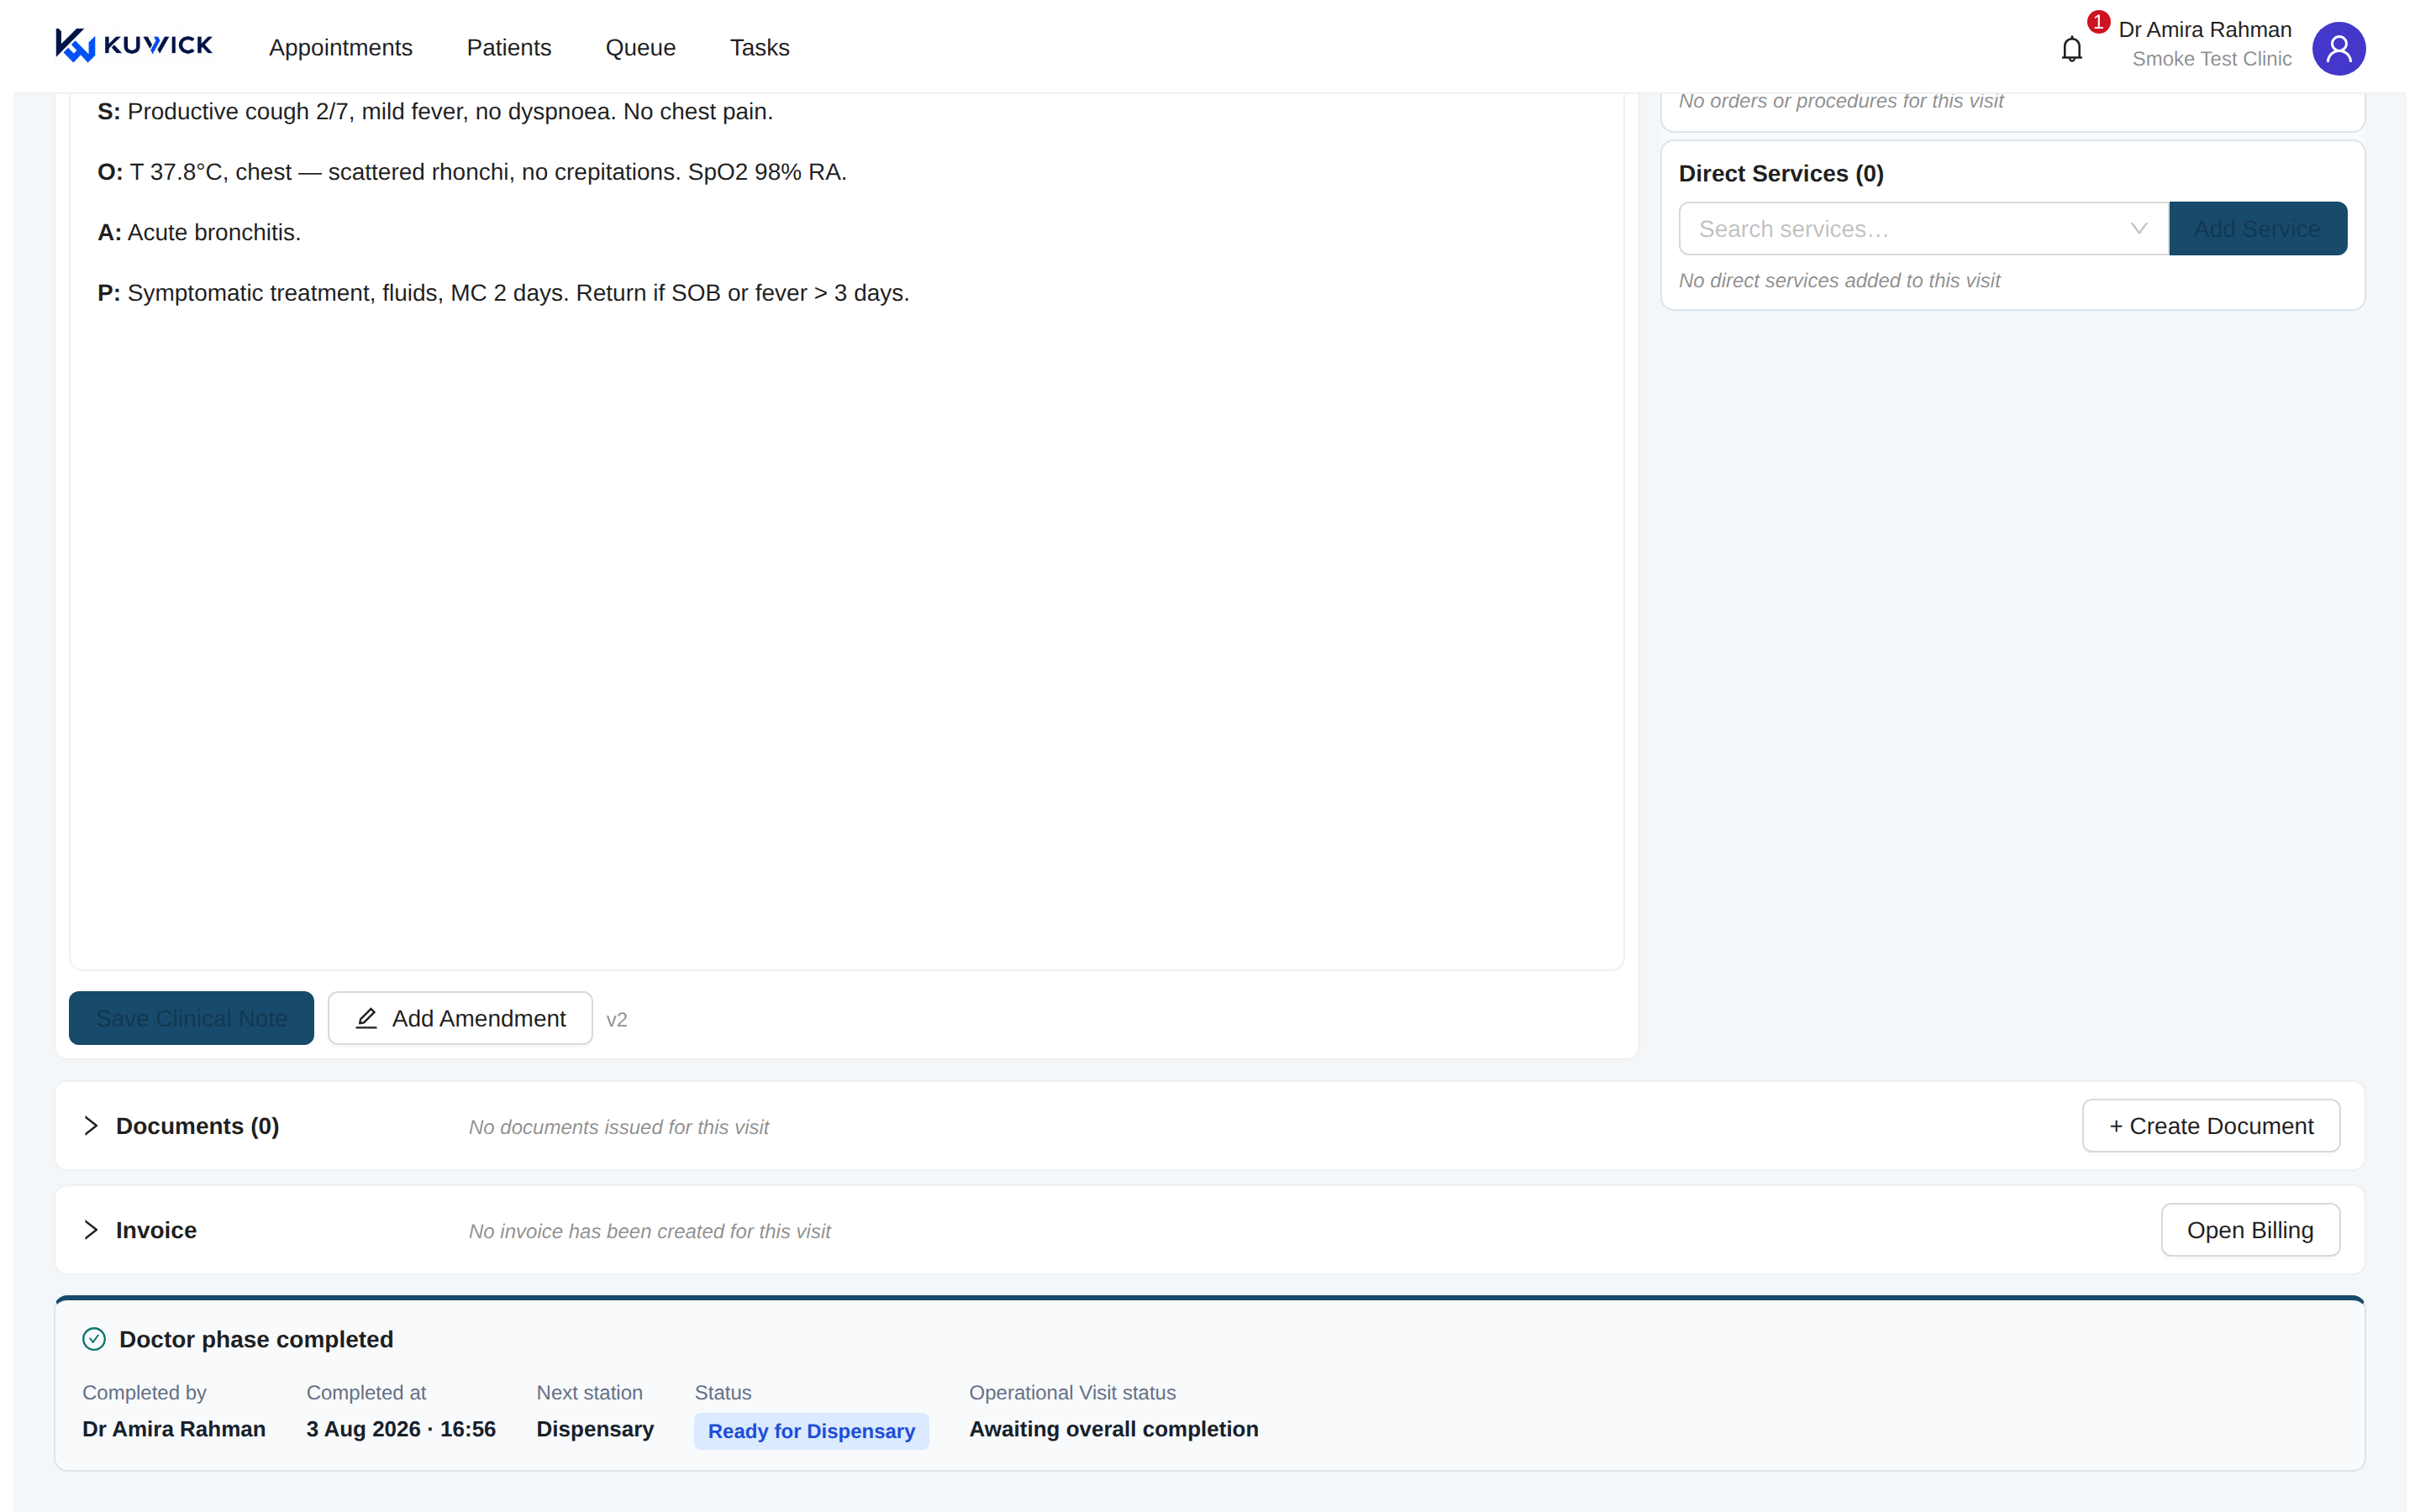 KUWICK
Appointments
Patients
Queue
Tasks
1
Dr Amira Rahman
Smoke Test Clinic
S: Productive cough 2/7, mild fever, no dyspnoea. No chest pain.
O: T 37.8°C, chest — scattered rhonchi, no crepitations. SpO2 98% RA.
A: Acute bronchitis.
P: Symptomatic treatment, fluids, MC 2 days. Return if SOB or fever > 3 days.
No orders or procedures for this visit
Direct Services (0)
Search services…
Add Service
No direct services added to this visit
Save Clinical Note
Add Amendment
v2
Documents (0)
No documents issued for this visit
+ Create Document
Invoice
No invoice has been created for this visit
Open Billing
Doctor phase completed
Completed by
Dr Amira Rahman
Completed at
3 Aug 2026 · 16:56
Next station
Dispensary
Status
Ready for Dispensary
Operational Visit status
Awaiting overall completion